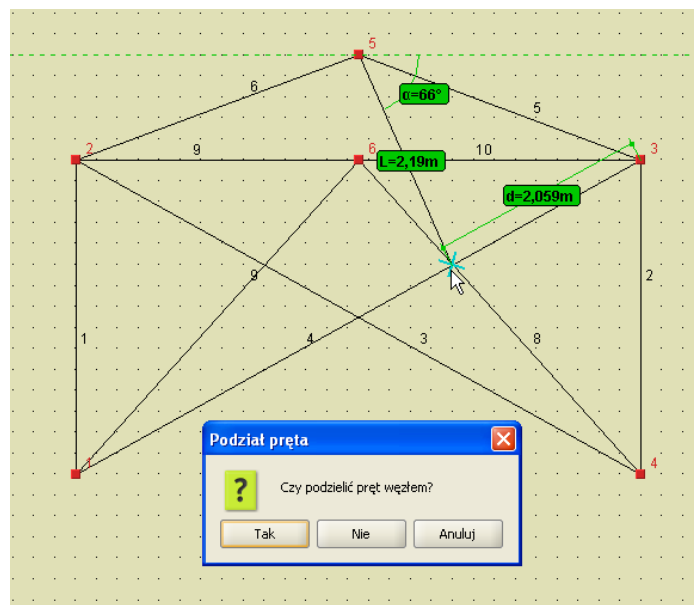 5
6
α=66°
5
2
9
6
L=2,19m
10
3
d=2,059m
9
2
1
4
3
8
1
4
Podział pręta
Czy podzielić pręt węzłem?
Tak
Nie
Anuluj